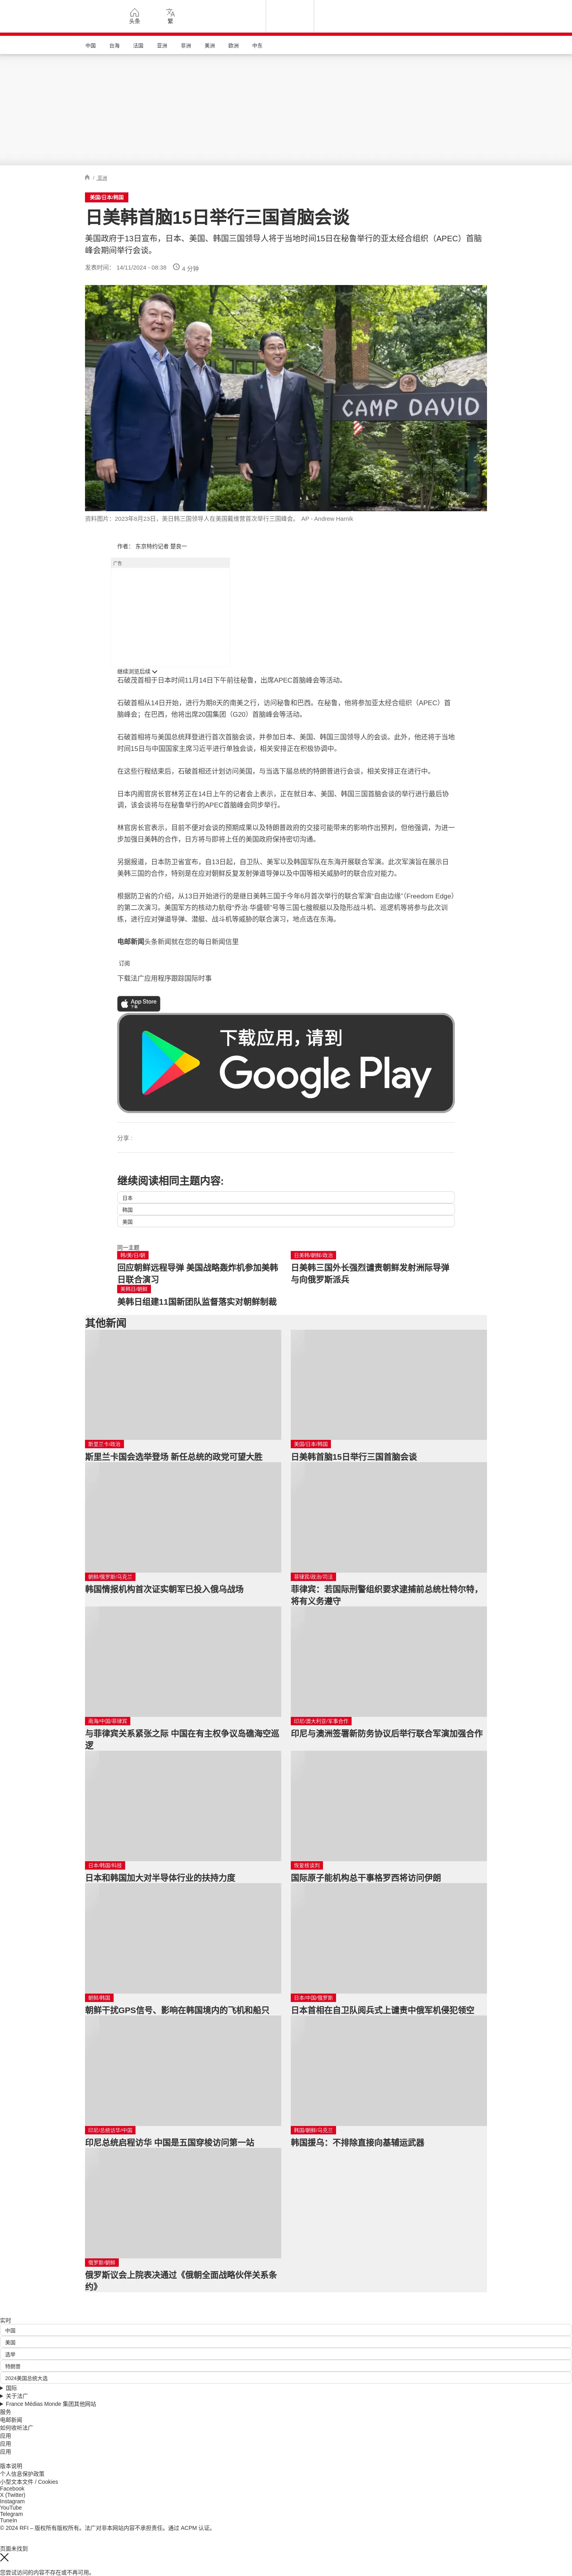 头条
繁
中国
台海
法国
亚洲
非洲
美洲
欧洲
中东
/ 亚洲
美国/日本/韩国
日美韩首脑15日举行三国首脑会谈
美国政府于13日宣布，日本、美国、韩国三国领导人将于当地时间15日在秘鲁举行的亚太经合组织（APEC）首脑会略期间举行会谈。
发表时间： 14/11/2024 - 08:38
4 分钟
CAMP DAVID
资料图片：2023年8月23日，美日韩三国领导人在美国戴维营首次举行三国峰会。 AP - Andrew Harnik
作者： 东京特约记者 楚良一
广告
继续浏览后续
石破茂首相于日本时间11月14日下午前往秘鲁，出席APEC首脑峰会等活动。
石破首相从14日开始，进行为期8天的南美之行，访问秘鲁和巴西。在秘鲁，他将参加亚太经合组织（APEC）首脑峰会；在巴西，他将出席20国集团（G20）首脑峰会等活动。
石破首相将与美国总统拜登进行首次首脑会谈，并参加日本、美国、韩国三国领导人的会谈，此外，他还将于当地时间15日与中国国家主席习近平进行单独会谈，相关安排正在积极协调中。
在这些行程结束后，石破首相还计划访问美国，与当选下届总统的特朗普进行会谈，相关安排正在进行中。
日本内阁官房长官林芳正在14日上午的记者会上表示，正在就日本、美国、韩国三国首脑会谈的举行进行最后协调，该会谈将与在秘鲁举行的APEC首脑峰会同步举行。
林官房长官表示，目前不便对会谈的预期成果以及特朗普政府的交接可能带来的影响作出预判，但他强调，为进一步加强日美韩的合作，日方将与即将上任的美国政府保持密切沟通。
另据报道，日本防卫省宣布，自13日起，自卫队、美军以及韩国军队在东海开展联合军演。此次军演旨在展示日美韩三国的合作，特别是在应对朝鲜反复发射弹道导弹以及中国等相关威胁时的联合应对能力。
根据防卫省的介绍，从13日开始进行的是继日美韩三国于今年6月首次举行的联合军演“自由边缘”（Freedom Edge）的第二次演习。美国军方的核动力航母“乔治·华盛顿”号等三国七艘舰艇以及隐形战斗机、巡逻机等将参与此次训练，进行应对弹道导弹、潜艇、战斗机等威胁的联合演习，地点选在东海。
电邮新闻头条新闻就在您的每日新闻信里
订阅
下载法广应用程序跟踪国际时事
App Store
下载
下载应用，请到
Google Play
分享 :
继续阅读相同主题内容:
日本
韩国
美国
同一主题
韩/美/日/朝
回应朝鲜远程导弹 美国战略轰炸机参加美韩日联合演习
日美韩/朝鲜/政治
日美韩三国外长强烈谴责朝鲜发射洲际导弹与向俄罗斯派兵
美韩日/朝鲜
美韩日组建11国新团队监督落实对朝鲜制裁
其他新闻
斯里兰卡/政治
斯里兰卡国会选举登场 新任总统的政党可望大胜
美国/日本/韩国
日美韩首脑15日举行三国首脑会谈
朝鲜/俄罗斯/乌克兰
韩国情报机构首次证实朝军已投入俄乌战场
菲律宾/政治/司法
菲律宾：若国际刑警组织要求逮捕前总统杜特尔特，将有义务遵守
南海/中国/菲律宾
与菲律宾关系紧张之际 中国在有主权争议岛礁海空巡逻
印尼/澳大利亚/军事合作
印尼与澳洲签署新防务协议后举行联合军演加强合作
日本/韩国/科技
日本和韩国加大对半导体行业的扶持力度
恢复核谈判
国际原子能机构总干事格罗西将访问伊朗
朝鲜/韩国
朝鲜干扰GPS信号、影响在韩国境内的飞机和船只
日本/中国/俄罗斯
日本首相在自卫队阅兵式上谴责中俄军机侵犯领空
印尼/总统访华/中国
印尼总统启程访华 中国是五国穿梭访问第一站
韩国/朝鲜/乌克兰
韩国援乌：不排除直接向基辅运武器
俄罗斯/朝鲜
俄罗斯议会上院表决通过《俄朝全面战略伙伴关系条约》
实时
中国
美国
选举
特朗普
2024美国总统大选
国际
关于法广
France Médias Monde 集团其他网站
服务
电邮新闻
如何收听法广
应用
应用
应用
版本说明
个人信息保护政策
小型文本文件 / Cookies
Facebook
X (Twitter)
Instagram
YouTube
Telegram
TuneIn
© 2024 RFI – 版权所有版权所有。法广对非本网站内容不承担责任。通过 ACPM 认证。
页面未找到
您尝试访问的内容不存在或不再可用。